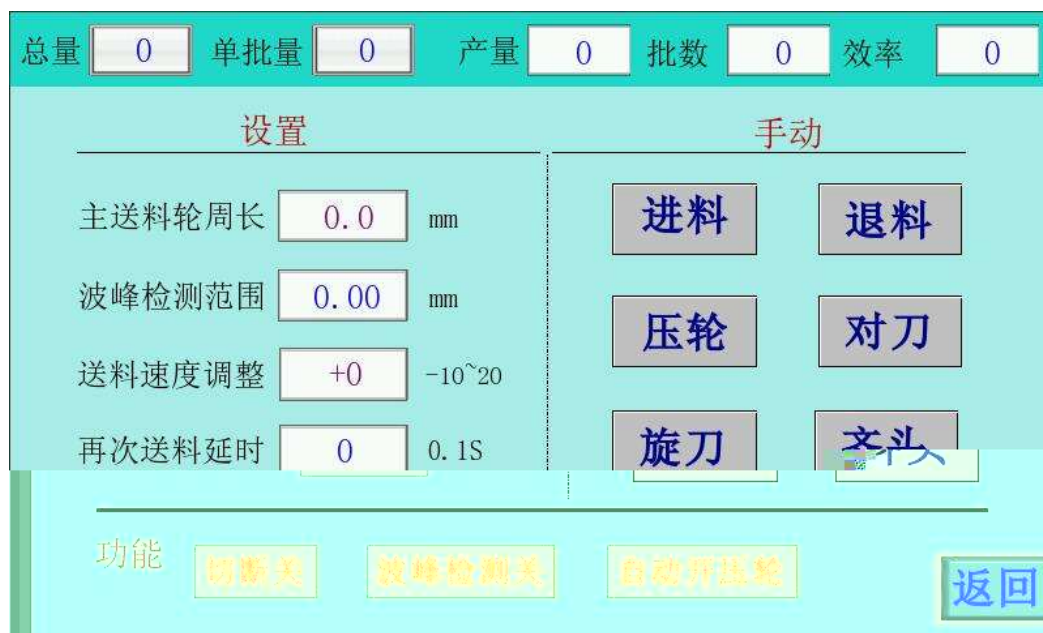 总量 0 单批量 0 产量 0 批数 0 效率 0
设置 手动
主送料轮周长 0.0 mm 进料 退料
波峰检测范围 0.00 mm 压轮 对刀
送料速度调整 +0 -10~20
再次送料延时 0 0.1S 旋刀 齐头
功能 切断关 波峰检测关 自动开压轮 返回